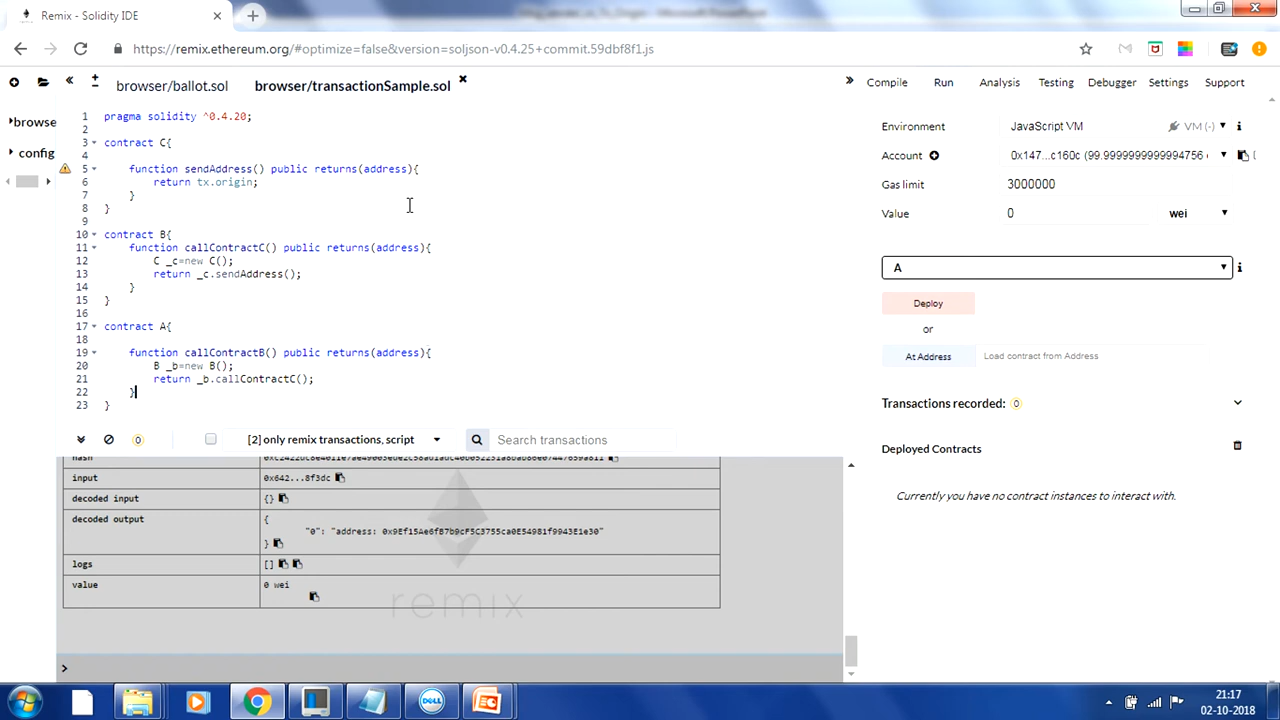 Remix - Solidity IDE
https://remix.ethereum.org/#optimize=false&version=soljson-v0.4.25+commit.59dbf8f1.js
browser/ballot.sol browser/transactionSample.sol
Compile Run Analysis Testing Debugger Settings Support
browse
config
1 pragma solidity ^0.4.20;
2
3 contract C{
4
5 function sendAddress() public returns(address){
6 return tx.origin;
7 }
8 }
9
10 contract B{
11 function callContractC() public returns(address){
12 C _c=new C();
13 return _c.sendAddress();
14 }
15 }
16
17 contract A{
18
19 function callContractB() public returns(address){
20 B _b=new B();
21 return _b.callContractC();
22 }
23 }
Environment JavaScript VM VM (-)
Account 0x147...c160c (99.9999999999994756
Gas limit 3000000
Value 0 wei
A
Deploy
or
At Address Load contract from Address
Transactions recorded: 0
Deployed Contracts
Currently you have no contract instances to interact with.
0 [2] only remix transactions, script Search transactions
hash
input 0x642...8f3dc
decoded input {}
decoded output {
"0": "address: 0x9Ef15Ae6fB7b9cF5C3755ca0E54981f9943E1e30"
}
logs []
value 0 wei
remix
>
21:17
02-10-2018